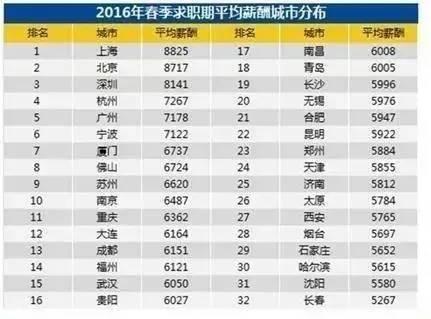 2016年春季求职期平均薪酬城市分布
排名 城市 平均薪酬 排名 城市 平均薪酬
1 上海 8825 17 南昌 6008
2 北京 8717 18 青岛 6005
3 深圳 8141 19 长沙 5996
4 杭州 7267 20 无锡 5976
5 广州 7178 21 合肥 5947
6 宁波 7122 22 昆明 5922
7 厦门 6737 23 郑州 5884
8 佛山 6724 24 天津 5855
9 苏州 6620 25 济南 5812
10 南京 6487 26 太原 5784
11 重庆 6362 27 西安 5765
12 大连 6164 28 烟台 5697
13 成都 6151 29 石家庄 5652
14 福州 6121 30 哈尔滨 5615
15 武汉 6050 31 沈阳 5580
16 贵阳 6027 32 长春 5267